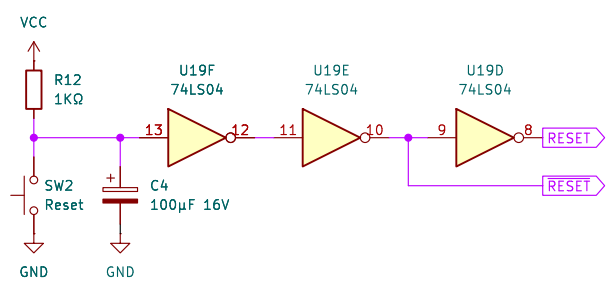 VCC
R12
1KΩ
SW2
Reset
GND
+
C4
100µF 16V
GND
U19F
74LS04
13
12
U19E
74LS04
11
10
U19D
74LS04
9
8
RESET
R̅E̅S̅E̅T̅